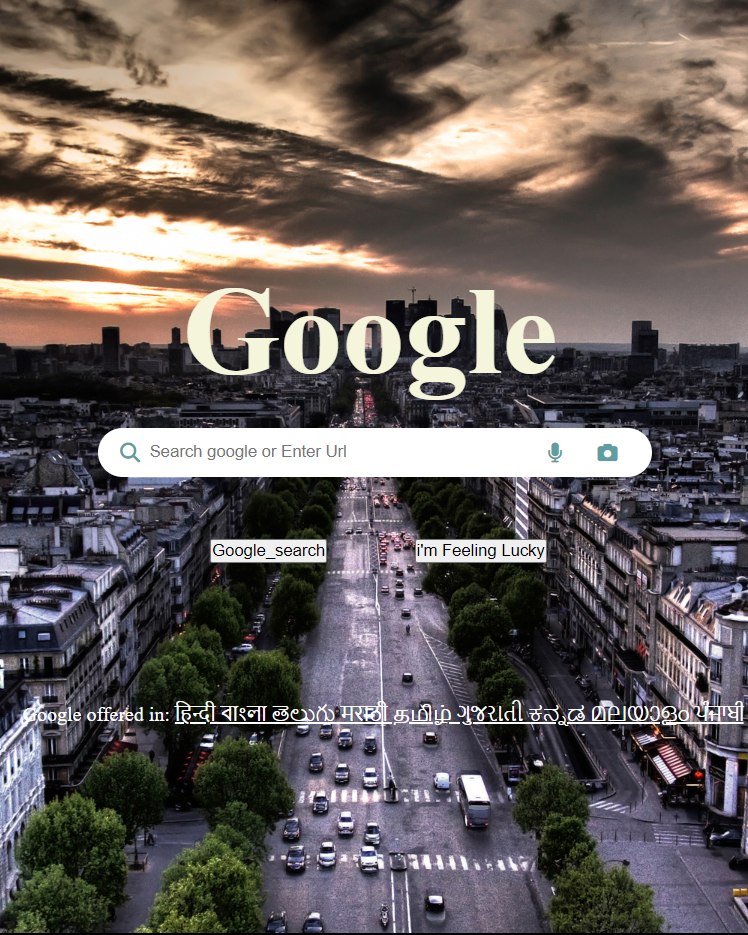 Google
Search google or Enter Url
Google_search i'm Feeling Lucky
Google offered in: हिन्दी বাংলা తెలుగు मराठी தமிழ் ગુજરાતી ಕನ್ನಡ മലയാളം ਪੰਜਾਬੀ